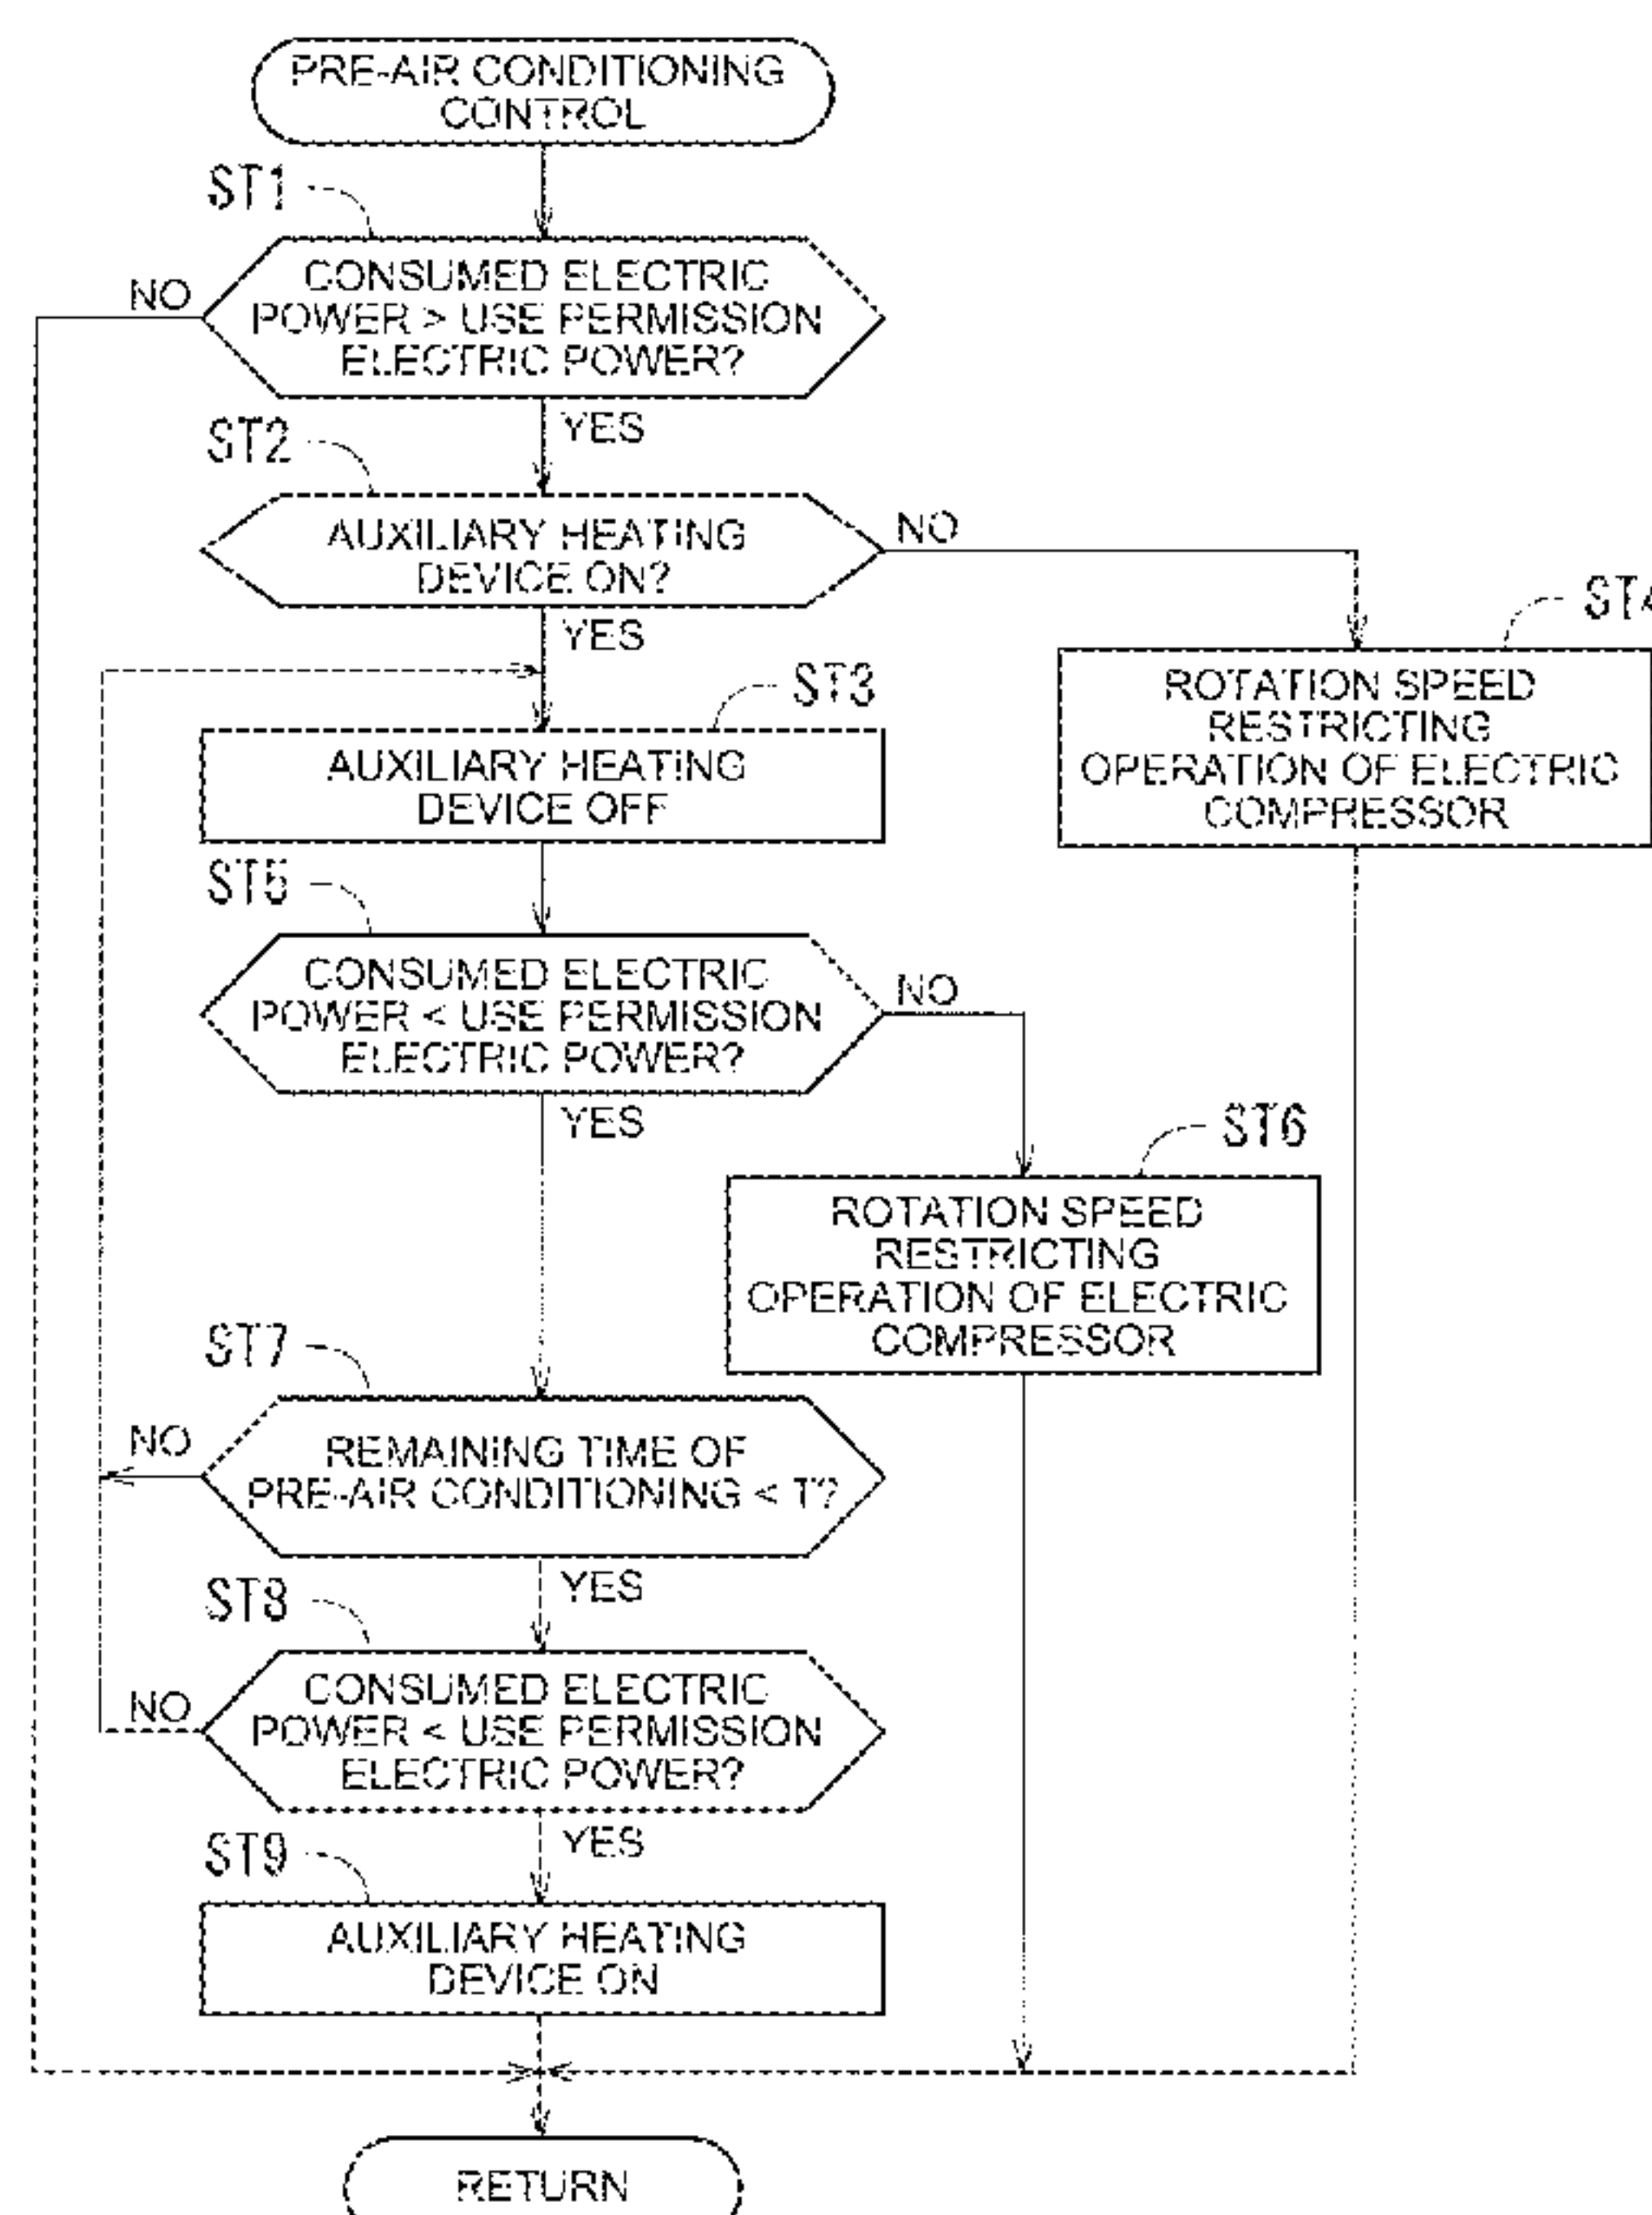 PRE-AIR CONDITIONING
CONTROL
ST1
NO
CONSUMED ELECTRIC
POWER > USE PERMISSION
ELECTRIC POWER?
YES
ST2
AUXILIARY HEATING
DEVICE ON?
NO
YES
ST4
ROTATION SPEED
RESTRICTING
OPERATION OF ELECTRIC
COMPRESSOR
ST3
AUXILIARY HEATING
DEVICE OFF
ST5
CONSUMED ELECTRIC
POWER < USE PERMISSION
ELECTRIC POWER?
NO
YES
ST6
ROTATION SPEED
RESTRICTING
OPERATION OF ELECTRIC
COMPRESSOR
ST7
NO
REMAINING TIME OF
PRE-AIR CONDITIONING < T?
YES
ST8
NO
CONSUMED ELECTRIC
POWER < USE PERMISSION
ELECTRIC POWER?
YES
ST9
AUXILIARY HEATING
DEVICE ON
RETURN